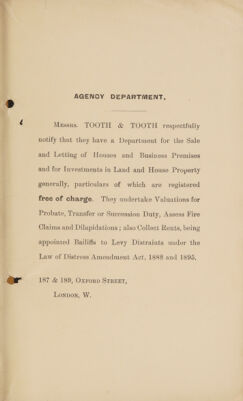 AGENCY DEPARTMENT.
MESSRS. TOOTH & TOOTH respectfully
notify that they have a Department for the Sale
and Letting of Houses and Business Premises
and for Investments in Land and House Property
generally, particulars of which are registered
free of charge. They undertake Valuations for
Probate, Transfer or Succession Duty, Assess Fire
Claims and Dilapidations; also Collect Rents, being
appointed Bailiffs to Levy Distraints under the
Law of Distress Amendment Act, 1888 and 1895.
187 & 189, OXFORD STREET,
LONDON, W.